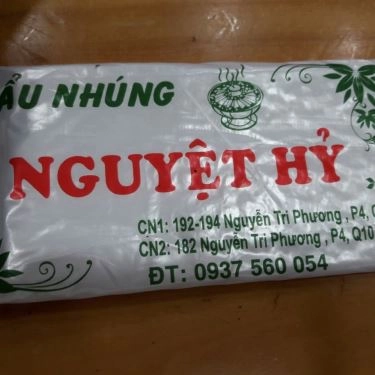 NHÚNG
NGUYỆT HỶ
CN1: 192-194 Nguyễn Tri Phương , P4,
CN2: 182 Nguyễn Tri Phương , P4, Q10
ĐT: 0937 560 054